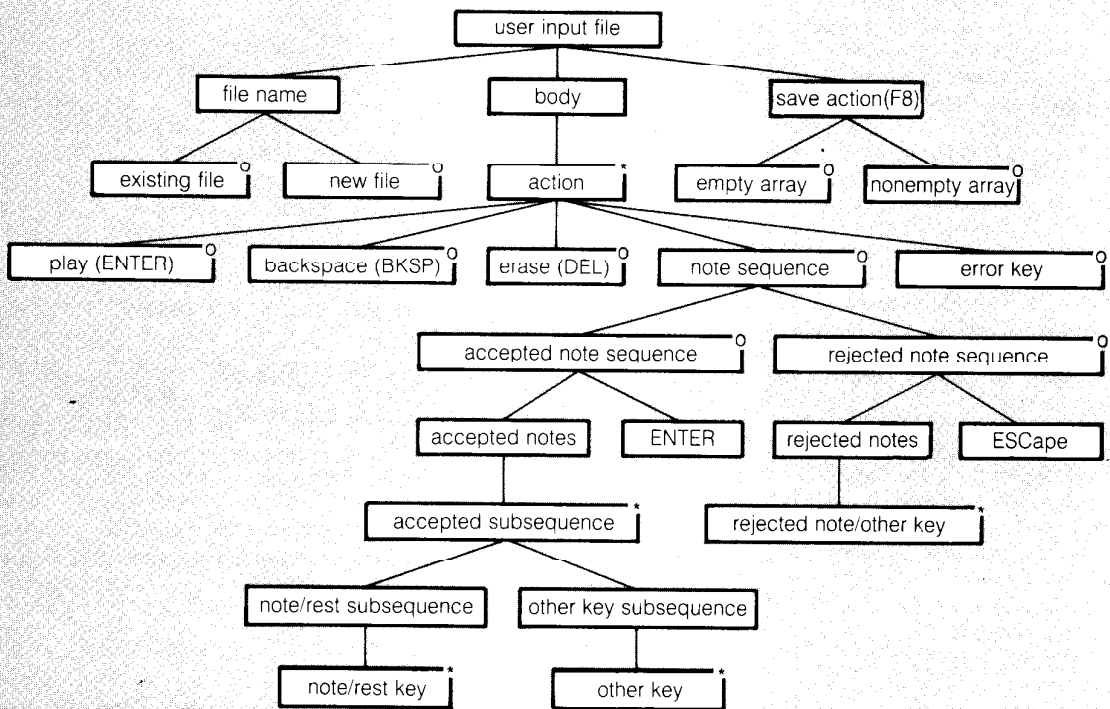 user input file
file name
body
save action(F8)
existing file O
new file O
action *
empty array O
nonempty array O
play (ENTER) O
backspace (BKSP) O
erase (DEL) O
note sequence O
error key O
accepted note sequence O
rejected note sequence O
accepted notes
ENTER
rejected notes
ESCape
accepted subsequence *
rejected note/other key *
note/rest subsequence
other key subsequence
note/rest key *
other key *